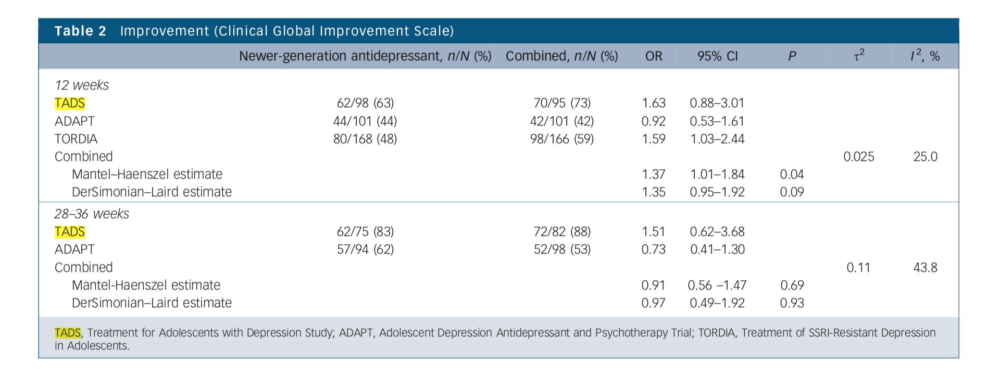 Table 2 Improvement (Clinical Global Improvement Scale)
Newer-generation antidepressant, n/N (%) Combined, n/N (%) OR 95% CI P τ2 I2, %
12 weeks
TADS 62/98 (63) 70/95 (73) 1.63 0.88–3.01
ADAPT 44/101 (44) 42/101 (42) 0.92 0.53–1.61
TORDIA 80/168 (48) 98/166 (59) 1.59 1.03–2.44
Combined 0.025 25.0
Mantel–Haenszel estimate 1.37 1.01–1.84 0.04
DerSimonian–Laird estimate 1.35 0.95–1.92 0.09
28–36 weeks
TADS 62/75 (83) 72/82 (88) 1.51 0.62–3.68
ADAPT 57/94 (62) 52/98 (53) 0.73 0.41–1.30
Combined 0.11 43.8
Mantel-Haenszel estimate 0.91 0.56 –1.47 0.69
DerSimonian–Laird estimate 0.97 0.49–1.92 0.93
TADS, Treatment for Adolescents with Depression Study; ADAPT, Adolescent Depression Antidepressant and Psychotherapy Trial; TORDIA, Treatment of SSRI-Resistant Depression
in Adolescents.